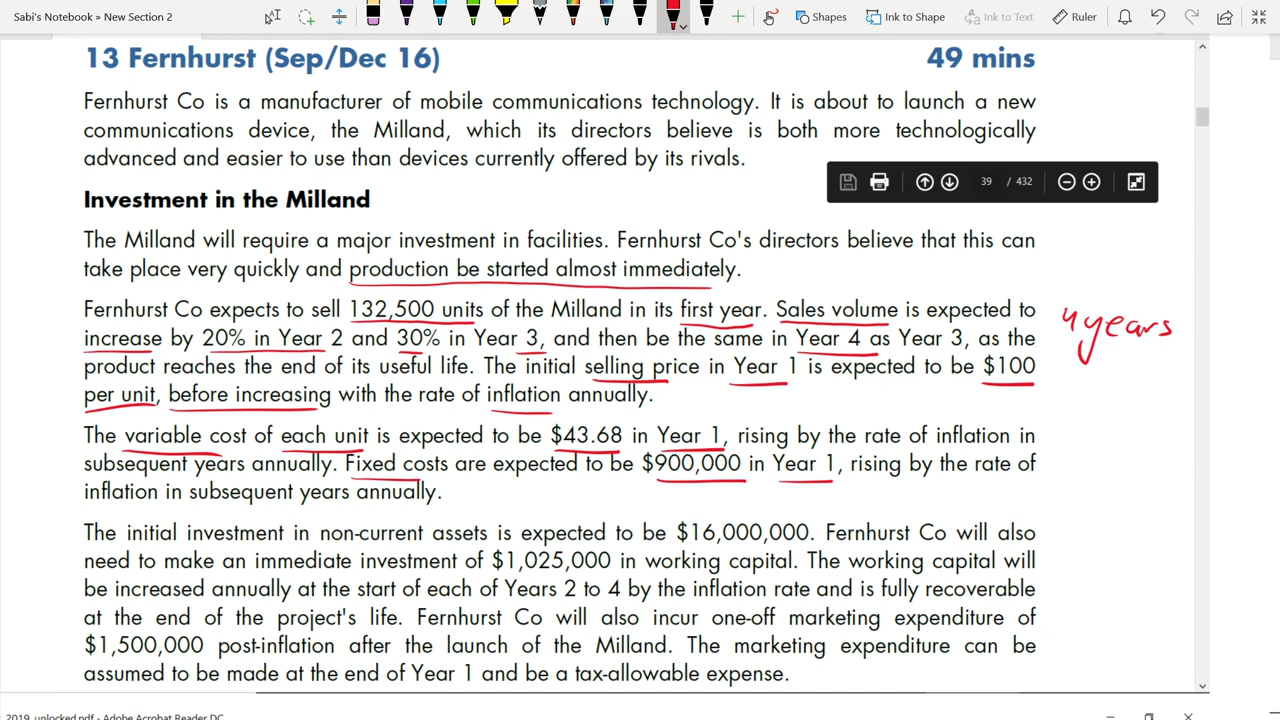 Sabi's Notebook » New Section 2
Shapes
Ink to Shape
Ink to Text
Ruler
13 Fernhurst (Sep/Dec 16) 49 mins
Fernhurst Co is a manufacturer of mobile communications technology. It is about to launch a new
communications device, the Milland, which its directors believe is both more technologically
advanced and easier to use than devices currently offered by its rivals.
39 / 432
Investment in the Milland
The Milland will require a major investment in facilities. Fernhurst Co's directors believe that this can
take place very quickly and production be started almost immediately.
Fernhurst Co expects to sell 132,500 units of the Milland in its first year. Sales volume is expected to
increase by 20% in Year 2 and 30% in Year 3, and then be the same in Year 4 as Year 3, as the
product reaches the end of its useful life. The initial selling price in Year 1 is expected to be $100
per unit, before increasing with the rate of inflation annually.
4 years
The variable cost of each unit is expected to be $43.68 in Year 1, rising by the rate of inflation in
subsequent years annually. Fixed costs are expected to be $900,000 in Year 1, rising by the rate of
inflation in subsequent years annually.
The initial investment in non-current assets is expected to be $16,000,000. Fernhurst Co will also
need to make an immediate investment of $1,025,000 in working capital. The working capital will
be increased annually at the start of each of Years 2 to 4 by the inflation rate and is fully recoverable
at the end of the project's life. Fernhurst Co will also incur one-off marketing expenditure of
$1,500,000 post-inflation after the launch of the Milland. The marketing expenditure can be
assumed to be made at the end of Year 1 and be a tax-allowable expense.
2019_unlocked.pdf - Adobe Acrobat Reader DC